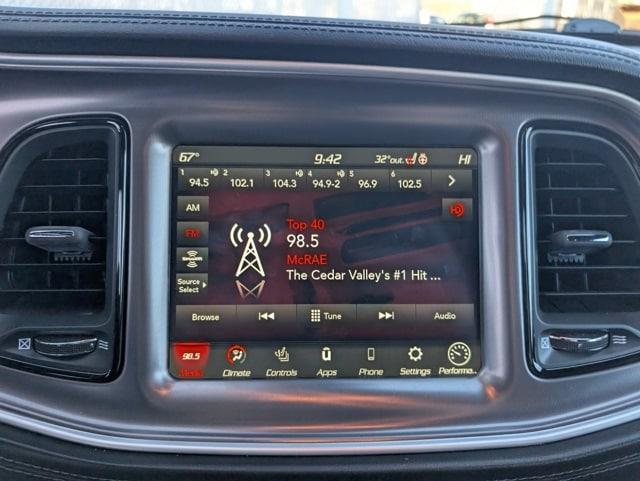 67° 9:42 32°out. HI
1 2 3 4 5 6
94.5 102.1 104.3 94.9-2 96.9 102.5
AM
FM
SiriusXM
Source Select
Top 40
98.5
McRAE
The Cedar Valley's #1 Hit ...
Browse Tune Audio
98.5
Media Climate Controls Apps Phone Settings Performa...